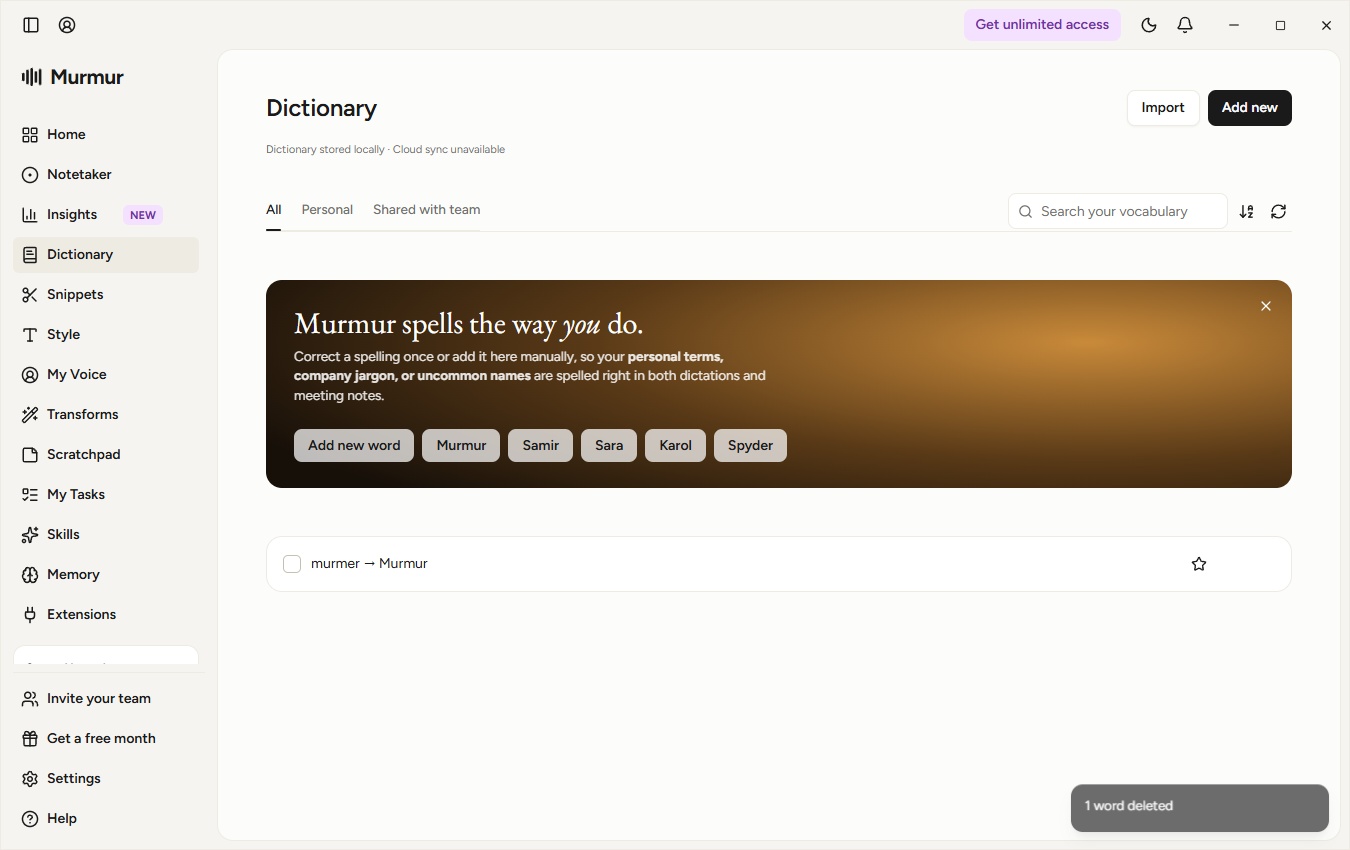 Get unlimited access
Murmur
Home
Notetaker
Insights NEW
Dictionary
Snippets
Style
My Voice
Transforms
Scratchpad
My Tasks
Skills
Memory
Extensions
Invite your team
Get a free month
Settings
Help
Dictionary
Import
Add new
Dictionary stored locally · Cloud sync unavailable
All Personal Shared with team
Search your vocabulary
Murmur spells the way you do.
Correct a spelling once or add it here manually, so your personal terms,
company jargon, or uncommon names are spelled right in both dictations and
meeting notes.
Add new word Murmur Samir Sara Karol Spyder
murmer → Murmur
1 word deleted